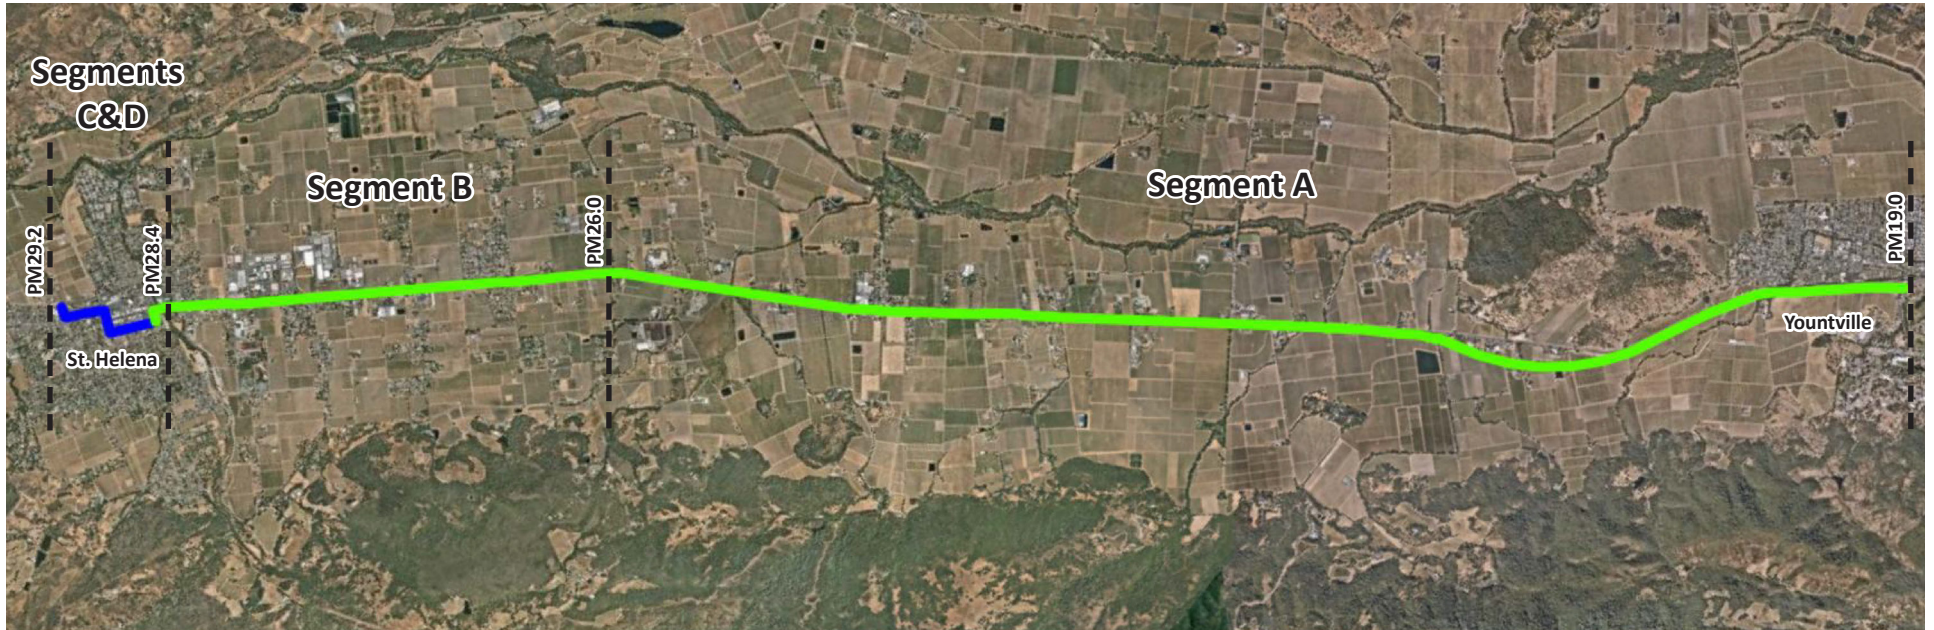 Segments
C&D
Segment B
Segment A
PM29.2
PM28.4
PM26.0
PM19.0
St. Helena
Yountville